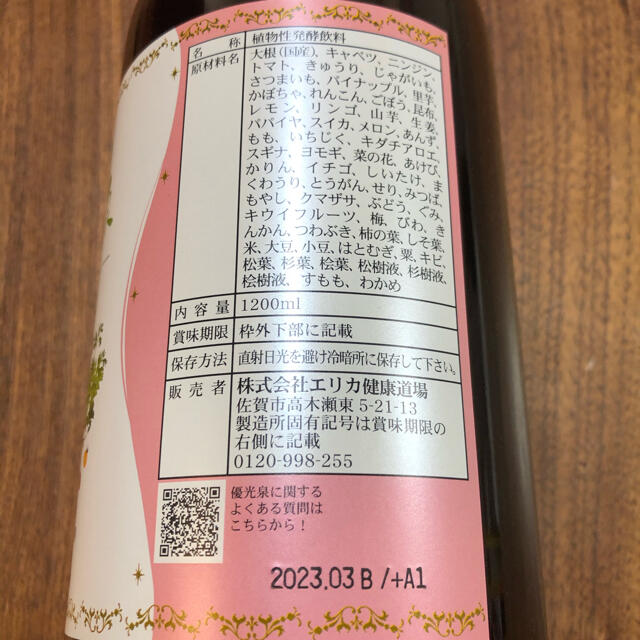 名称 植物性発酵飲料
原材料名 大根(国産)、キャベツ、ニンジン、
トマト、きゅうり、じゃがいも、
さつまいも、パイナップル、里芋、
かぼちゃ、れんこん、ごぼう、昆布、
レモン、リンゴ、山芋、生姜、
パパイヤ、スイカ、メロン、あんず、
もも、いちじく、キダチアロエ、
スギナ、ヨモギ、菜の花、あけび、
かりん、イチゴ、しいたけ、ま
くわうり、とうがん、せり、みつば、
もやし、クマザサ、ぶどう、ぐみ、
キウイフルーツ、梅、びわ、き
んかん、つわぶき、柿の葉、しそ葉、
米、大豆、小豆、はとむぎ、粟、キビ、
松葉、杉葉、桧葉、松樹液、杉樹液、
桧樹液、すもも、わかめ
内容量 1200ml
賞味期限 枠外下部に記載
保存方法 直射日光を避け冷暗所に保存して下さい。
販売者 株式会社エリカ健康道場
佐賀市高木瀬東5-21-13
製造所固有記号は賞味期限の
右側に記載
0120-998-255
優光泉に関する
よくある質問は
こちらから!
2023.03 B /+A1